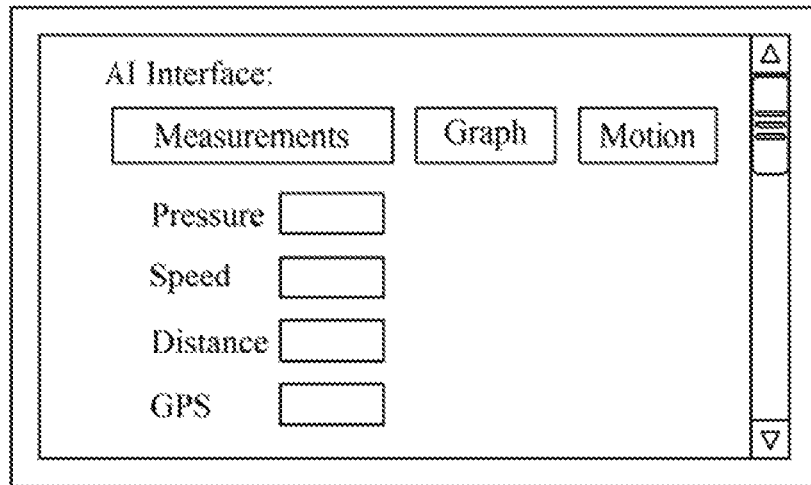 AI Interface:
Measurements Graph Motion
Pressure
Speed
Distance
GPS